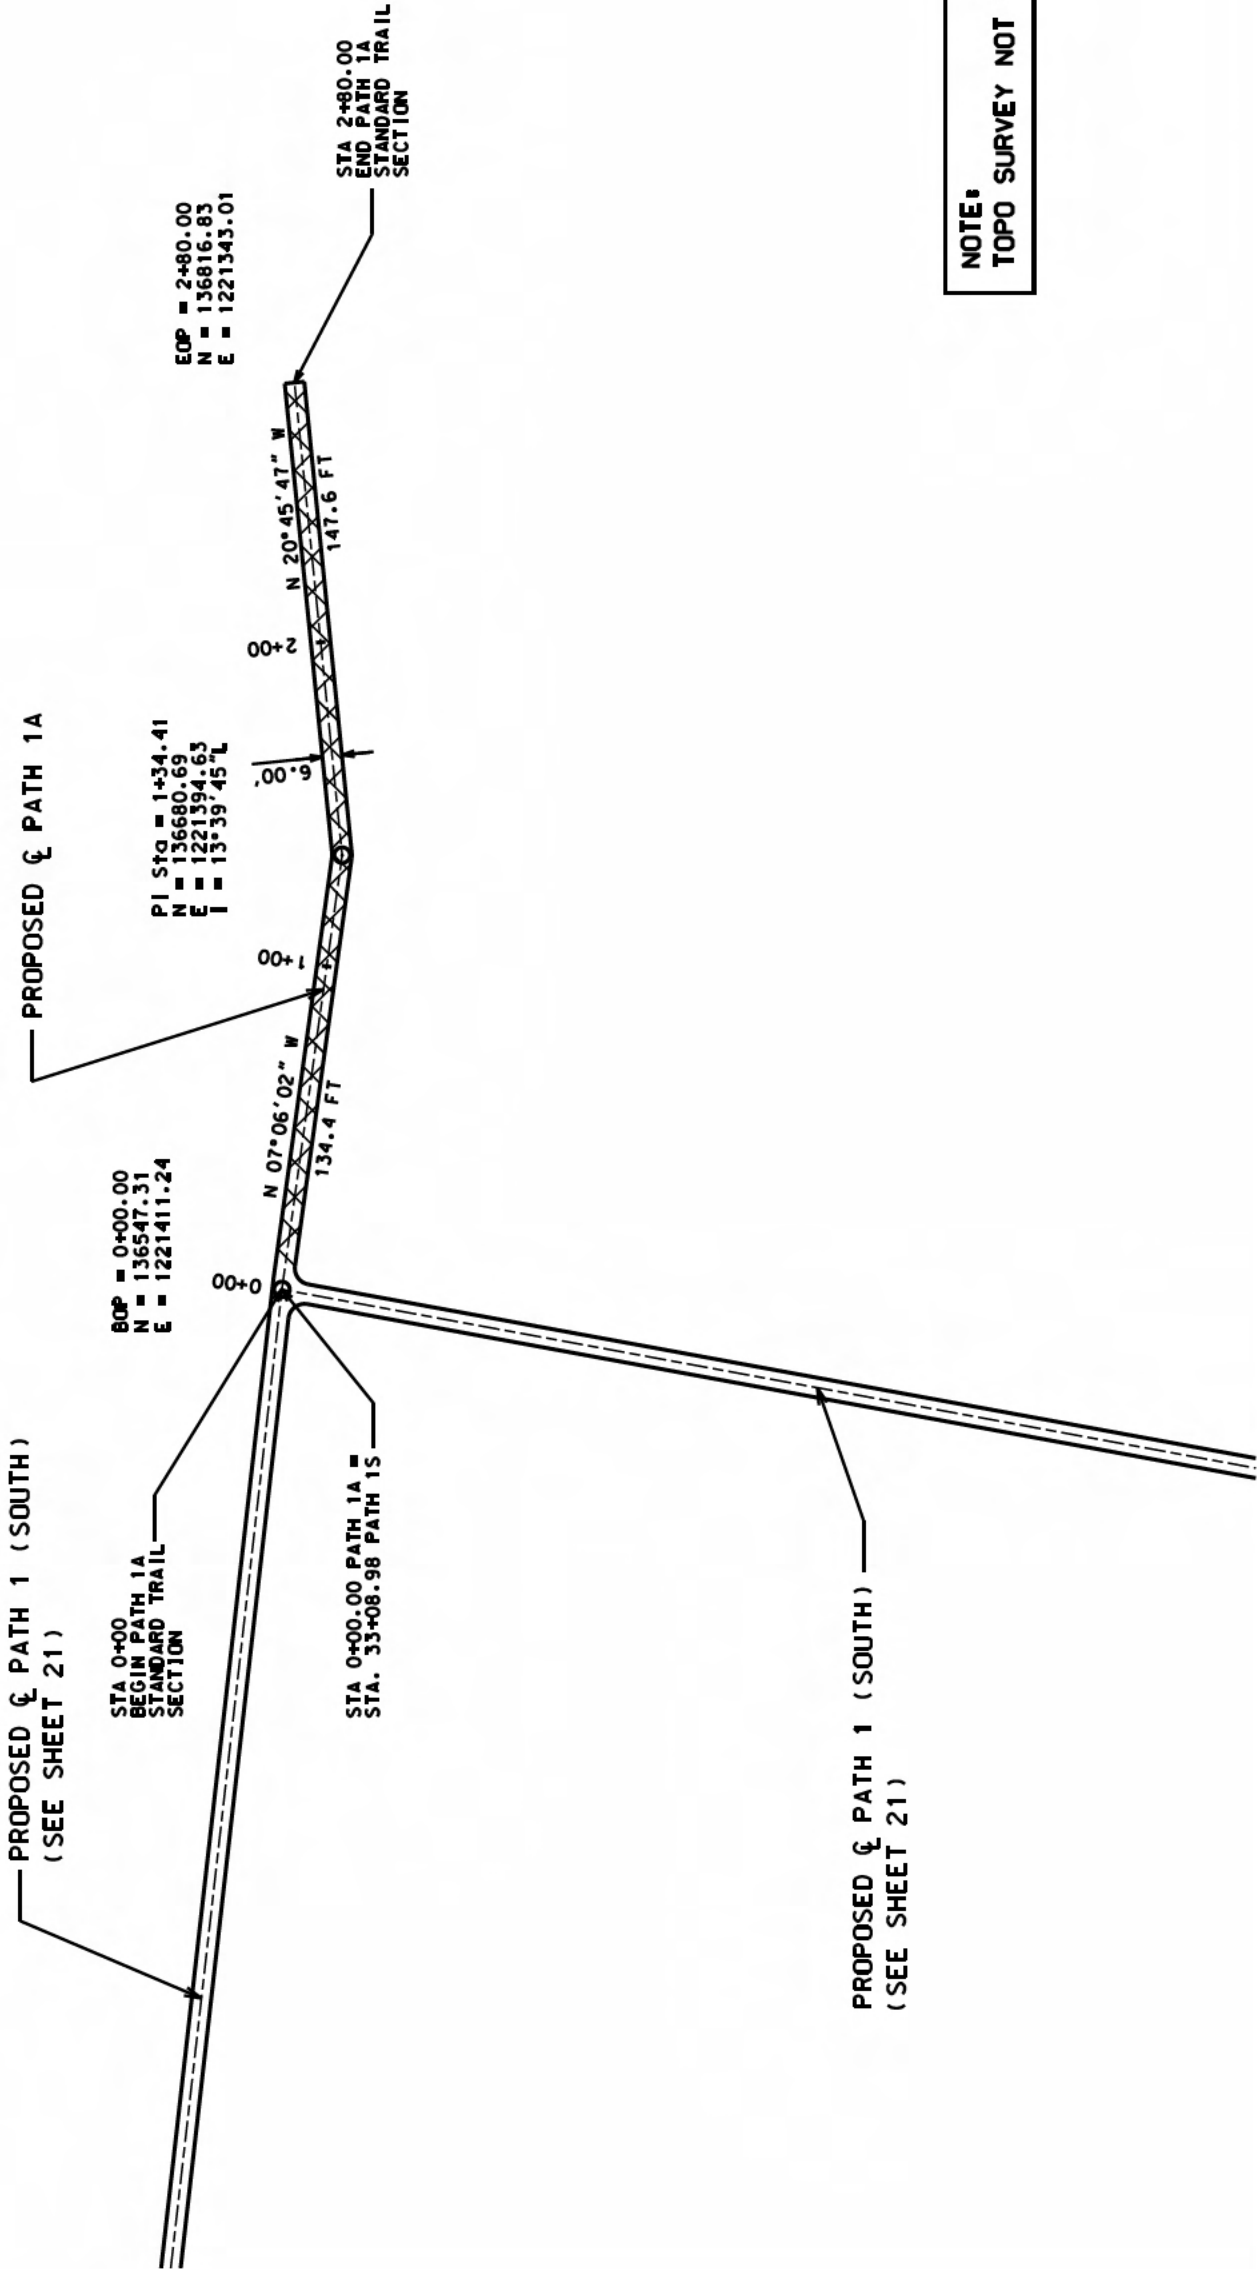 PROPOSED ℄ PATH 1 (SOUTH)
(SEE SHEET 21)
STA 0+00
BEGIN PATH 1A
STANDARD TRAIL
SECTION
STA 0+00.00 PATH 1A =
STA. 33+08.98 PATH 1S
PROPOSED ℄ PATH 1 (SOUTH)
(SEE SHEET 21)
BOP = 0+00.00
N = 136547.31
E = 1221411.24
0+00
N 07°06'02" W
134.4 FT
PROPOSED ℄ PATH 1A
1+00
PI Sta = 1+34.41
N = 136680.69
E = 1221394.63
I = 13°39'45"L
6.00'
2+00
N 20°45'47" W
147.6 FT
EOP = 2+80.00
N = 136816.83
E = 1221343.01
STA 2+80.00
END PATH 1A
STANDARD TRAIL
SECTION
NOTE:
TOPO SURVEY NOT